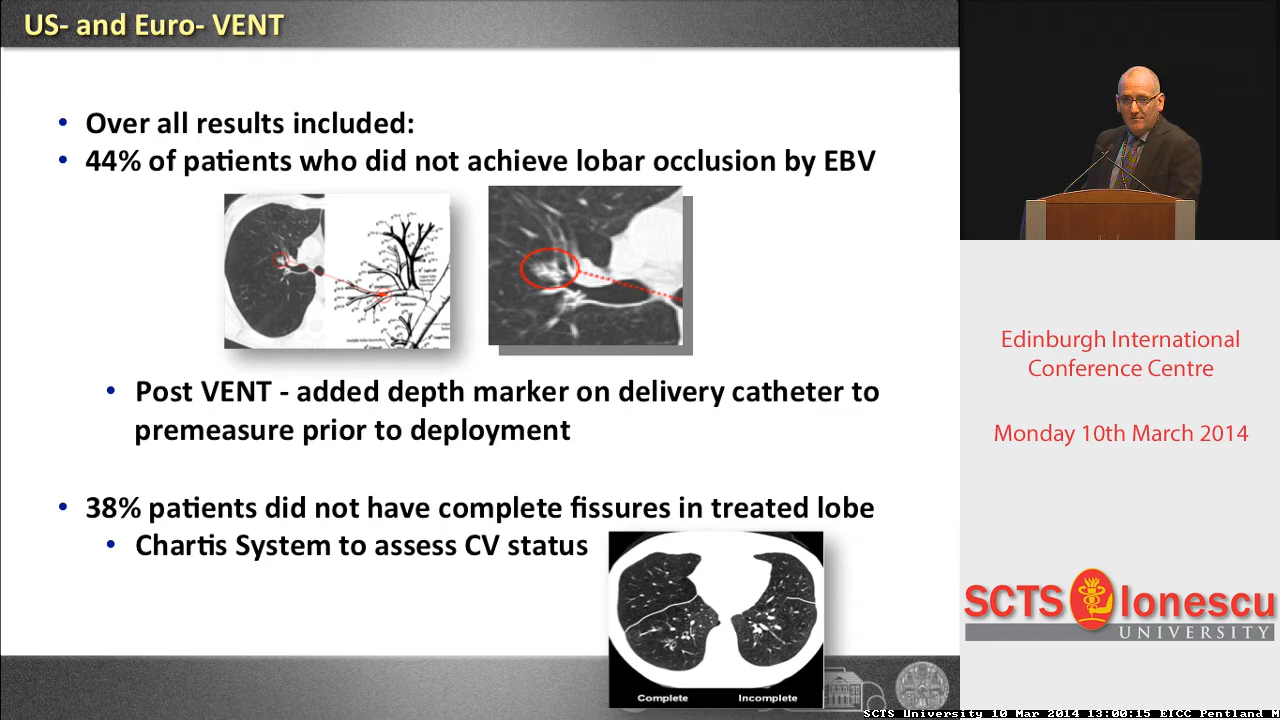 US- and Euro- VENT
Over all results included:
44% of patients who did not achieve lobar occlusion by EBV
Post VENT - added depth marker on delivery catheter to
premeasure prior to deployment
38% patients did not have complete fissures in treated lobe
Chartis System to assess CV status
Complete
Incomplete
Edinburgh International
Conference Centre
Monday 10th March 2014
SCTS Ionescu
UNIVERSITY
SCTS University 10 Mar 2014 13:00:15 EICC Pentland M